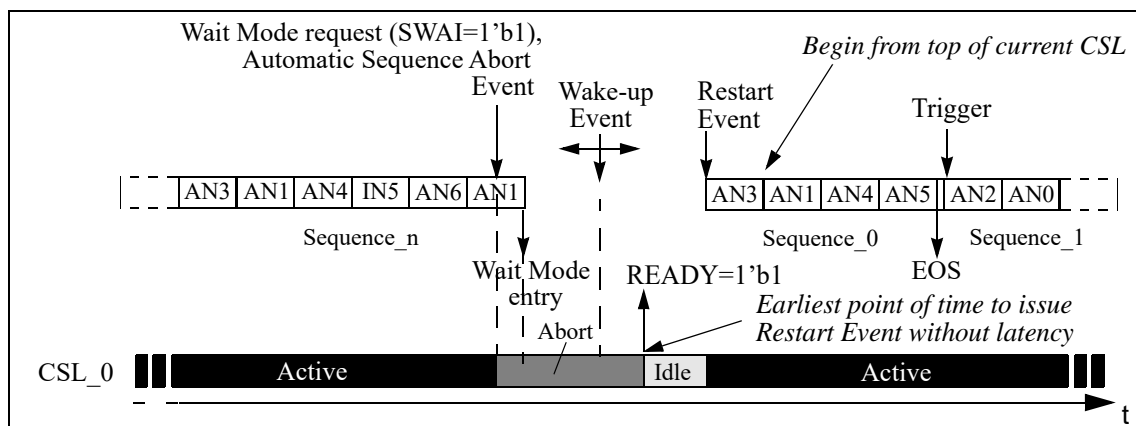 Wait Mode request (SWAI=1’b1),
Automatic Sequence Abort
Event
Begin from top of current CSL
Wake-up
Event
Restart
Event
Trigger
AN3 AN1 AN4 IN5 AN6 AN1
AN3 AN1 AN4 AN5 AN2 AN0
Sequence_n
Sequence_0
Sequence_1
Wait Mode
entry
READY=1’b1
EOS
Earliest point of time to issue
Restart Event without latency
Abort
CSL_0
Active
Idle
Active
t